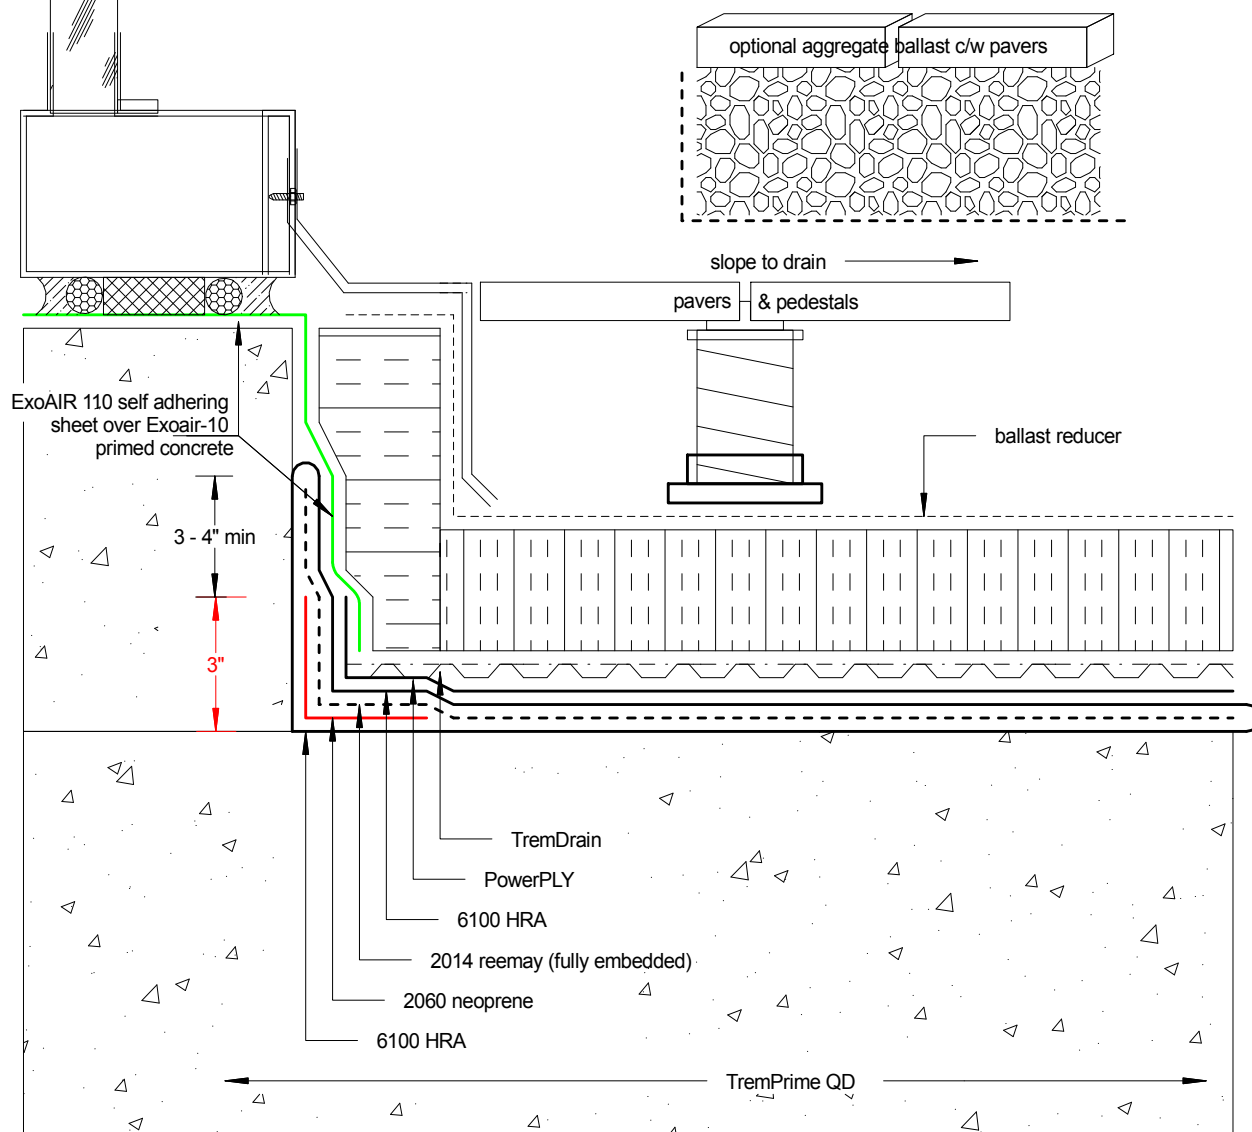 optional aggregate ballast c/w pavers
slope to drain
pavers & pedestals
ExoAIR 110 self adhering
sheet over Exoair-10
primed concrete
ballast reducer
3 - 4" min
3"
TremDrain
PowerPLY
6100 HRA
2014 reemay (fully embedded)
2060 neoprene
6100 HRA
TremPrime QD